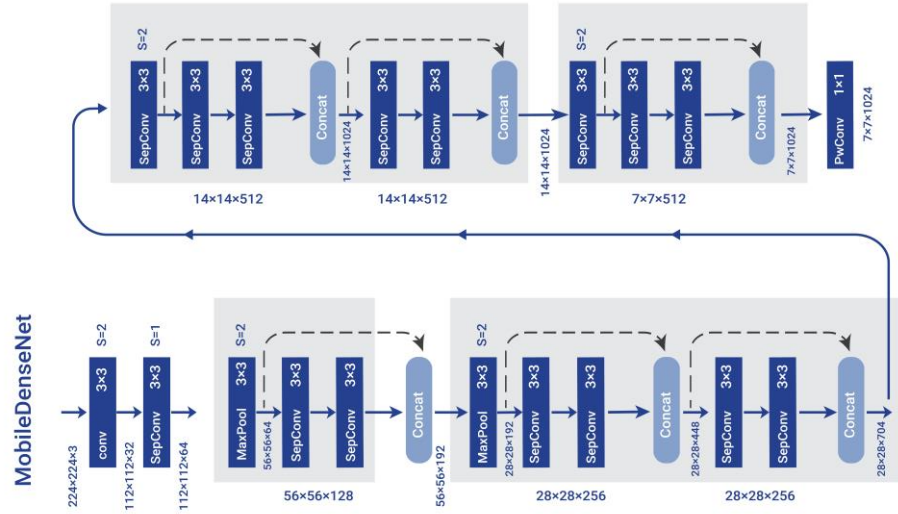 MobileDenseNet
224×224×3
conv 3×3
S=2
112×112×32
SepConv 3×3
S=1
112×112×64
MaxPool 3×3
S=2
56×56×64
SepConv 3×3
SepConv 3×3
56×56×128
Concat
56×56×192
MaxPool 3×3
S=2
28×28×192
SepConv 3×3
SepConv 3×3
28×28×256
Concat
28×28×448
SepConv 3×3
SepConv 3×3
28×28×256
Concat
28×28×704
SepConv 3×3
S=2
SepConv 3×3
SepConv 3×3
14×14×512
Concat
14×14×1024
SepConv 3×3
SepConv 3×3
14×14×512
Concat
14×14×1024
SepConv 3×3
S=2
SepConv 3×3
SepConv 3×3
7×7×512
Concat
7×7×1024
PwConv 1×1
7×7×1024